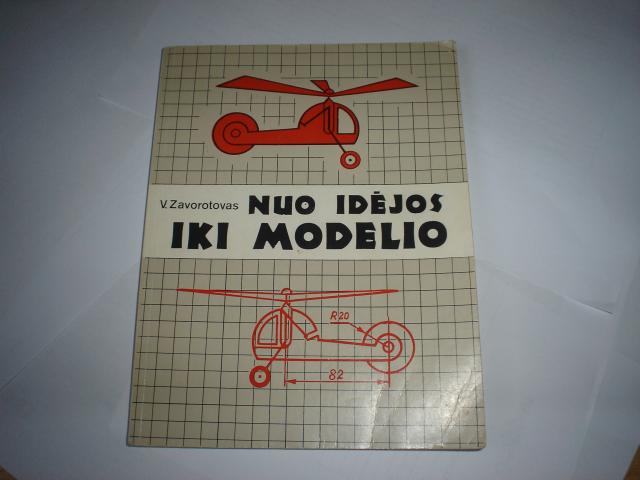 V. Zavorotovas
NUO IDĖJOS
IKI MODELIO
R20
82